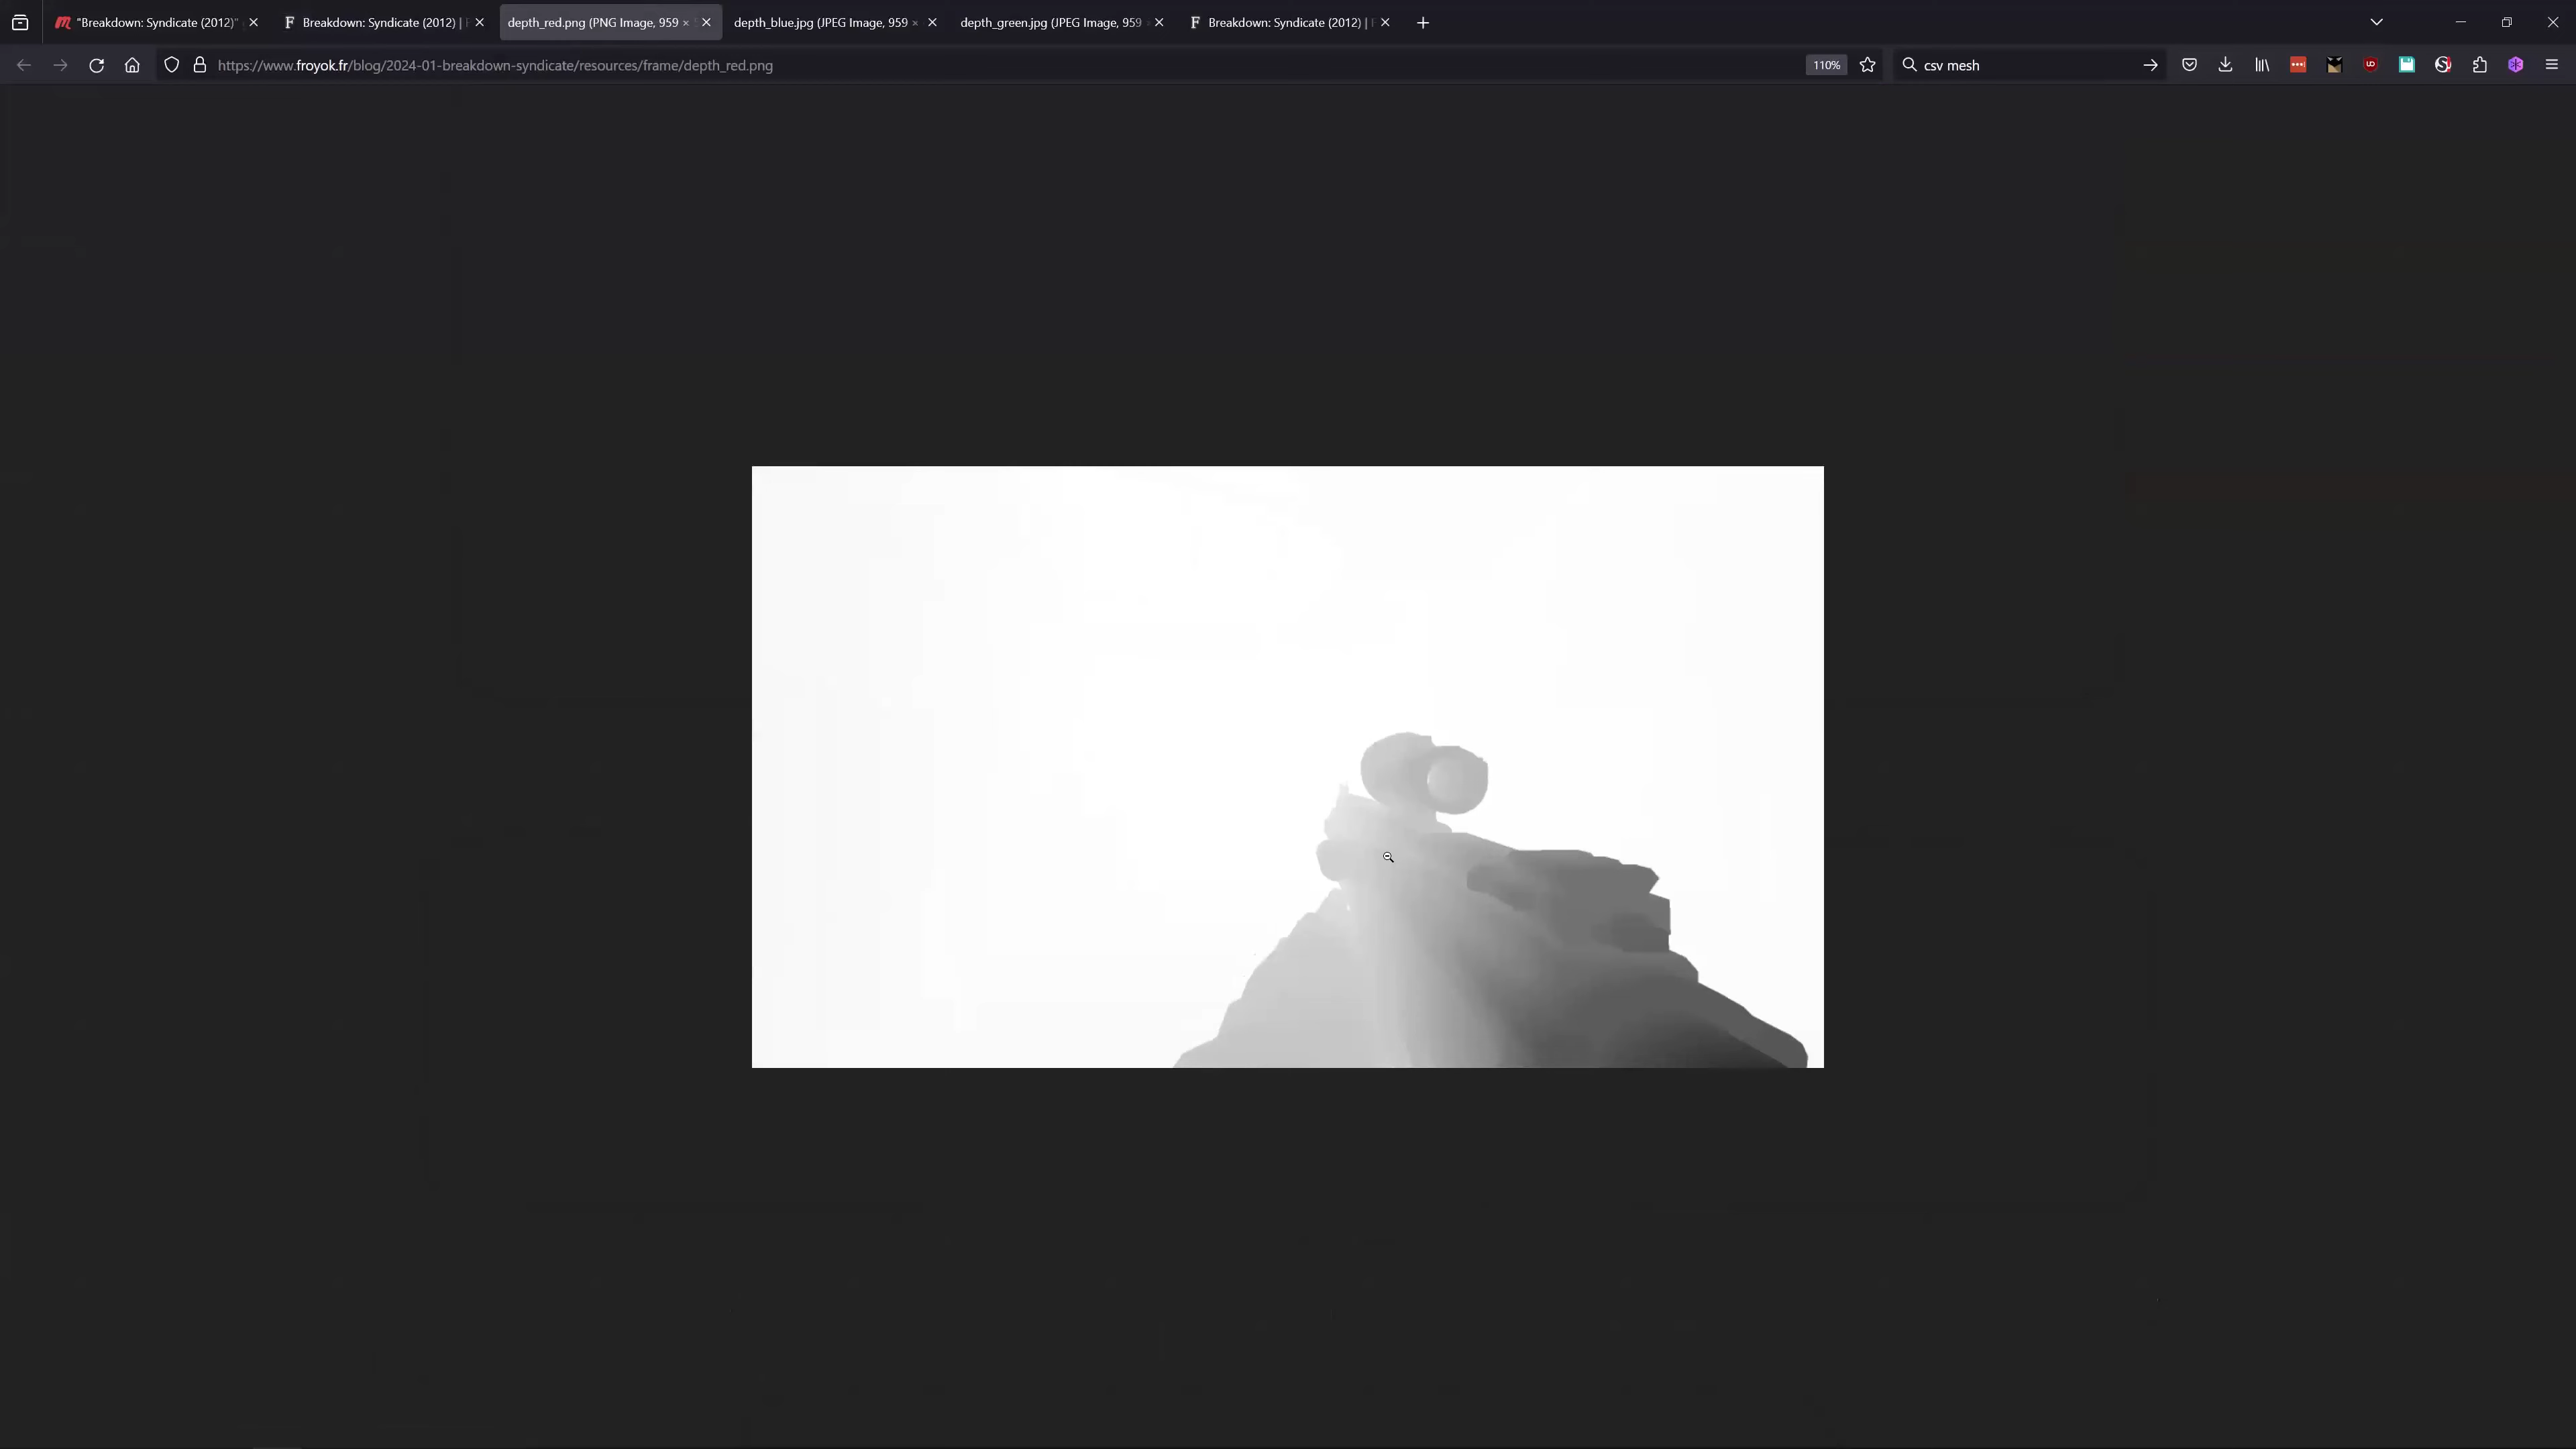 "Breakdown: Syndicate (2012)"
Breakdown: Syndicate (2012) |
depth_red.png (PNG Image, 959 ×
depth_blue.jpg (JPEG Image, 959 ×
depth_green.jpg (JPEG Image, 959
Breakdown: Syndicate (2012) | F
https://www.froyok.fr/blog/2024-01-breakdown-syndicate/resources/frame/depth_red.png
110%
csv mesh